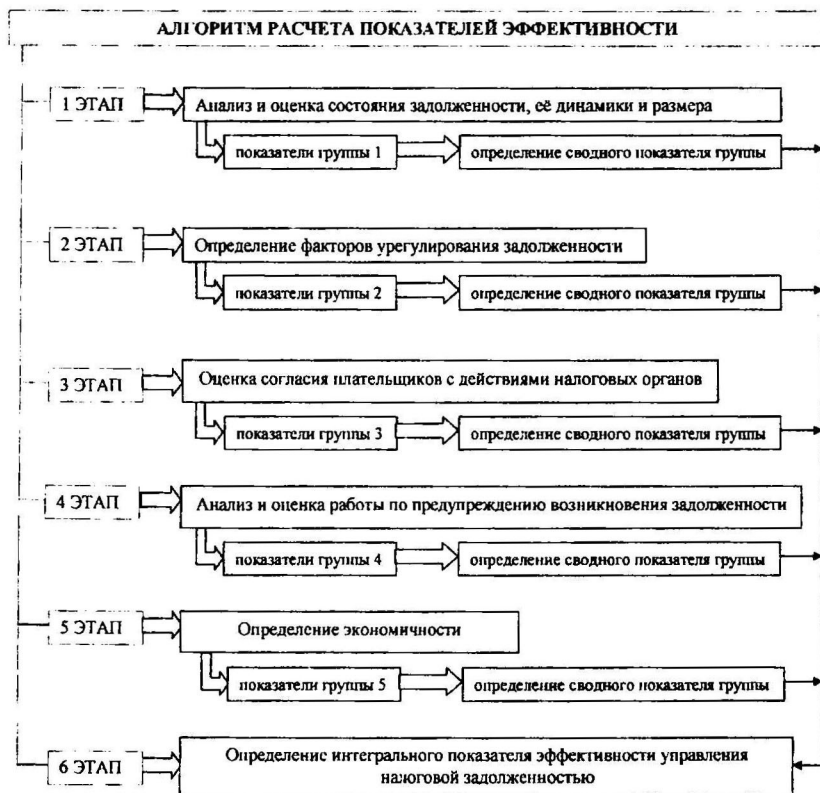 АЛГОРИТМ РАСЧЕТА ПОКАЗАТЕЛЕЙ ЭФФЕКТИВНОСТИ
1 ЭТАП
Анализ и оценка состояния задолженности, её динамики и размера
показатели группы 1
определение сводного показателя группы
2 ЭТАП
Определение факторов урегулирования задолженности
показатели группы 2
определение сводного показателя группы
3 ЭТАП
Оценка согласия плательщиков с действиями налоговых органов
показатели группы 3
определение сводного показателя группы
4 ЭТАП
Анализ и оценка работы по предупреждению возникновения задолженности
показатели группы 4
определение сводного показателя группы
5 ЭТАП
Определение экономичности
показатели группы 5
определение сводного показателя группы
6 ЭТАП
Определение интегрального показателя эффективности управления
налоговой задолженностью